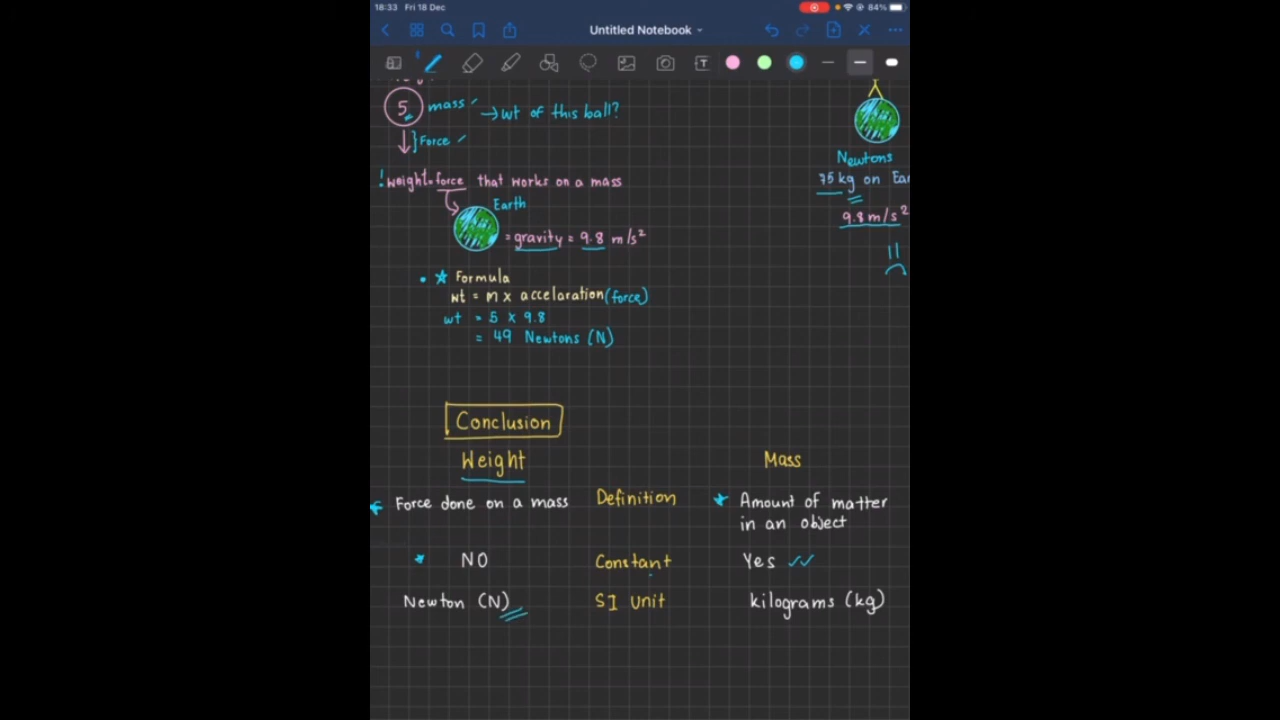 18:33 Fri 18 Dec
84%
Untitled Notebook
5 mass
→ wt of this ball?
Force
! weight = force that works on a mass
Earth
= gravity = 9.8 m/s²
Newtons
75 kg on Ear
9.8 m/s²
Formula
wt = m x accelaration (force)
wt = 5 x 9.8
= 49 Newtons (N)
Conclusion
Weight Mass
Force done on a mass Definition Amount of matter
in an object
NO Constant Yes
Newton (N) SI unit kilograms (kg)